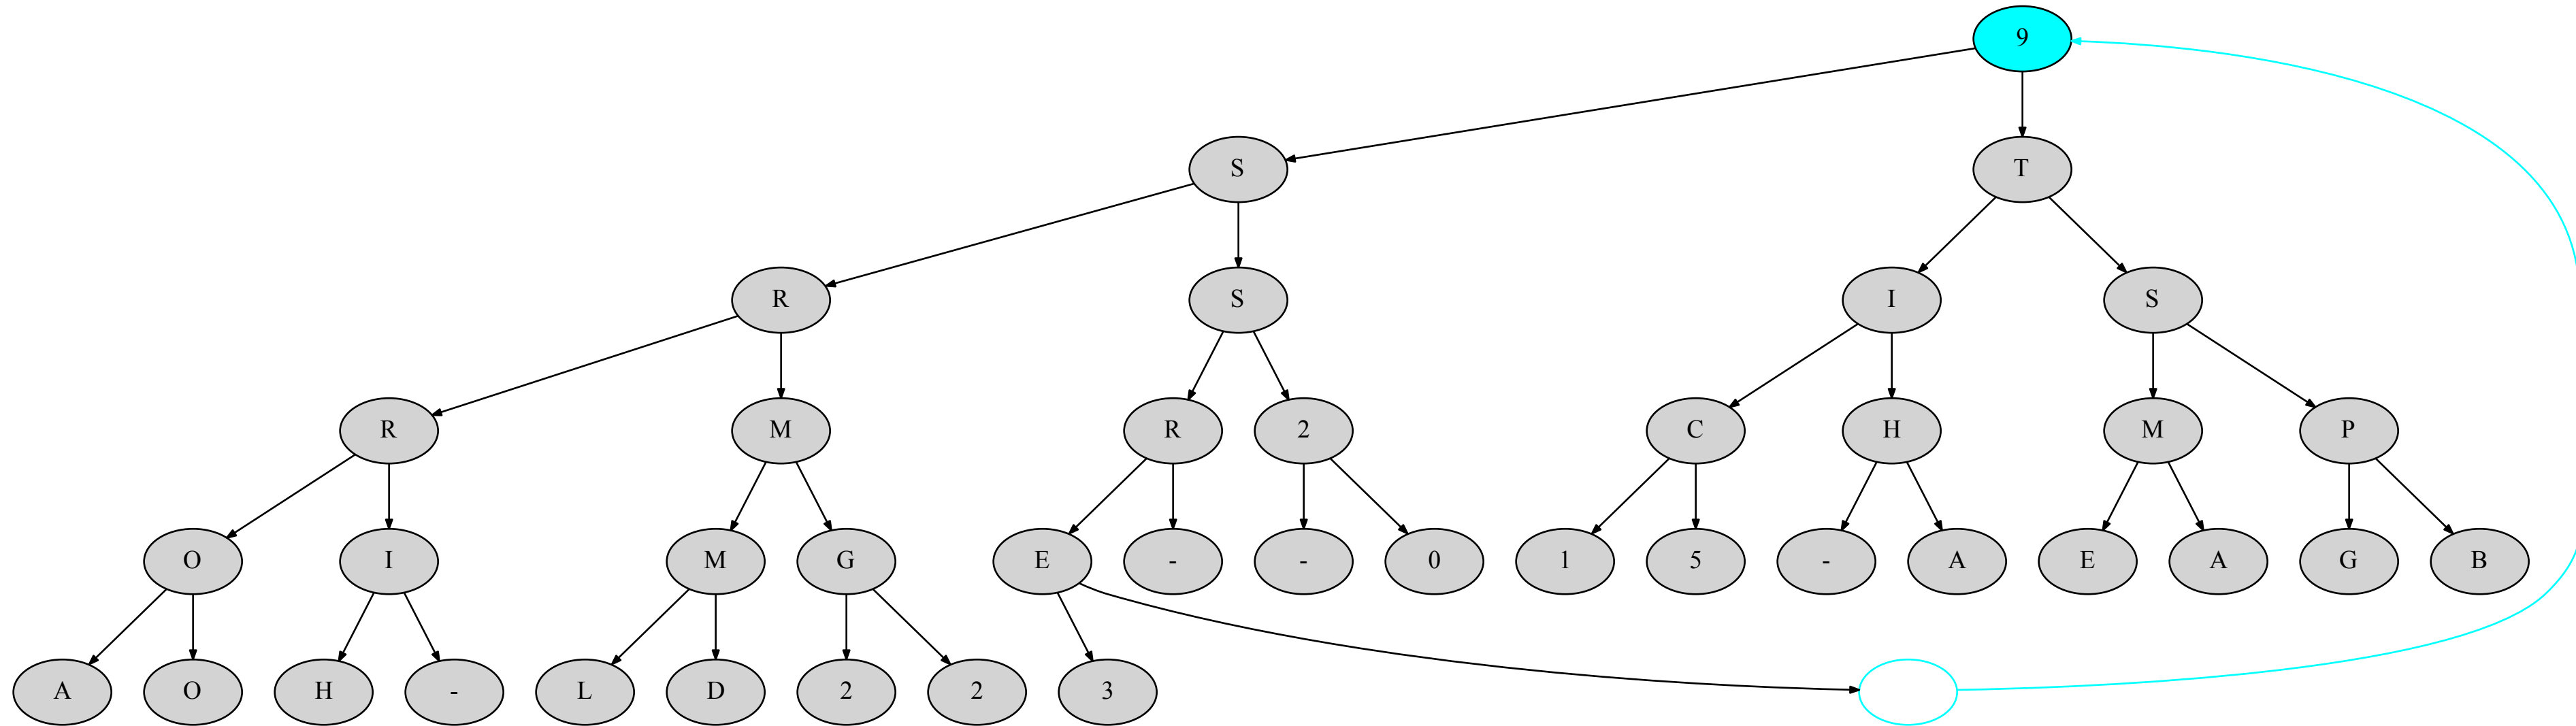 9
S T
R S I S
R M R 2 C H M P
O I M G E - - 0 1 5 - A E A G B
A O H - L D 2 2 3